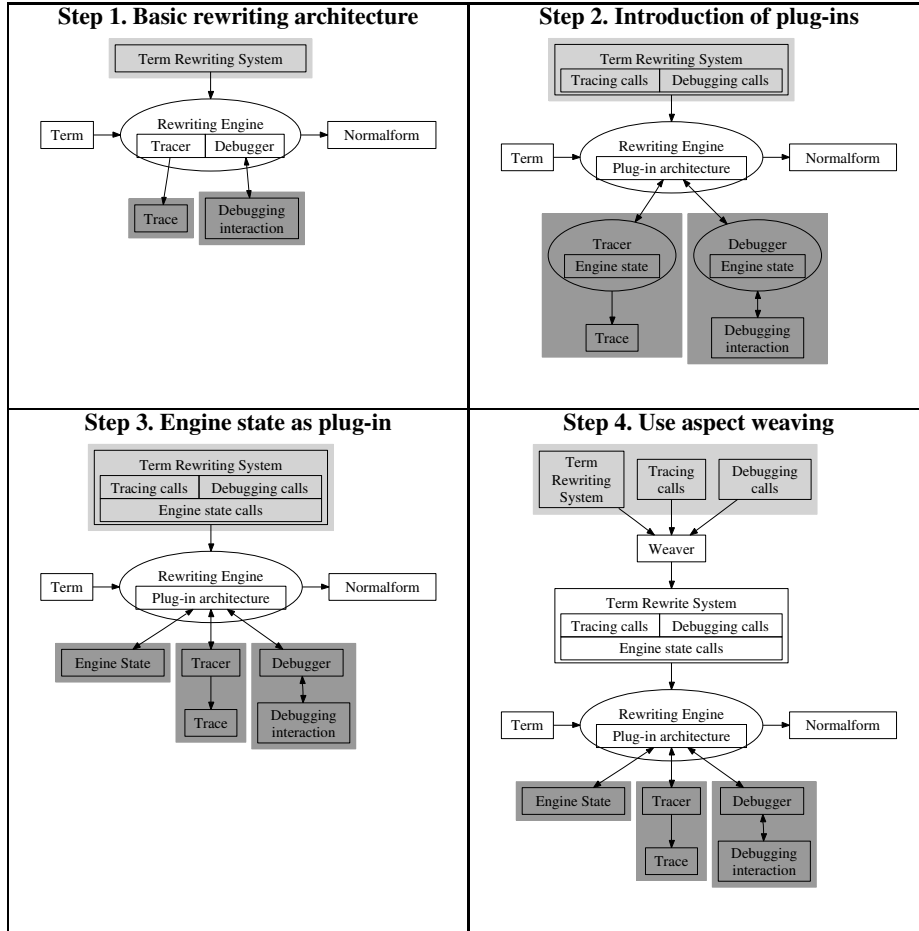 Step 1. Basic rewriting architecture
Term Rewriting System
Rewriting Engine
Tracer
Debugger
Term
Normalform
Trace
Debugging
interaction
Step 2. Introduction of plug-ins
Term Rewriting System
Tracing calls
Debugging calls
Rewriting Engine
Plug-in architecture
Term
Normalform
Tracer
Engine state
Debugger
Engine state
Trace
Debugging
interaction
Step 3. Engine state as plug-in
Term Rewriting System
Tracing calls
Debugging calls
Engine state calls
Rewriting Engine
Plug-in architecture
Term
Normalform
Engine State
Tracer
Debugger
Trace
Debugging
interaction
Step 4. Use aspect weaving
Term
Rewriting
System
Tracing
calls
Debugging
calls
Weaver
Term Rewrite System
Tracing calls
Debugging calls
Engine state calls
Rewriting Engine
Plug-in architecture
Term
Normalform
Engine State
Tracer
Debugger
Trace
Debugging
interaction